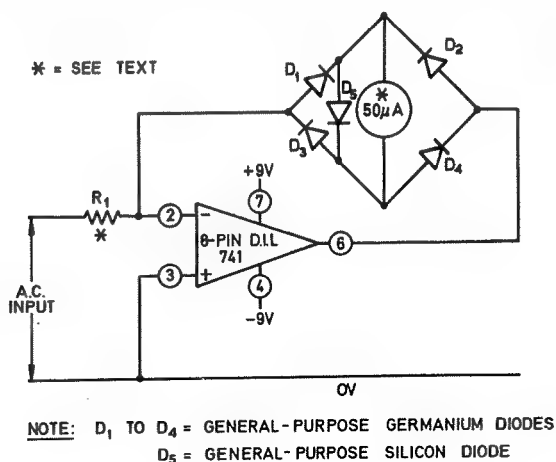 * = SEE TEXT
D1
D2
D5
*
50μA
D3
D4
R1
*
+9V
7
2
-
8-PIN D.I.L
741
6
3
+
4
-9V
A.C.
INPUT
0V
NOTE: D1 TO D4 = GENERAL-PURPOSE GERMANIUM DIODES
D5 = GENERAL-PURPOSE SILICON DIODE